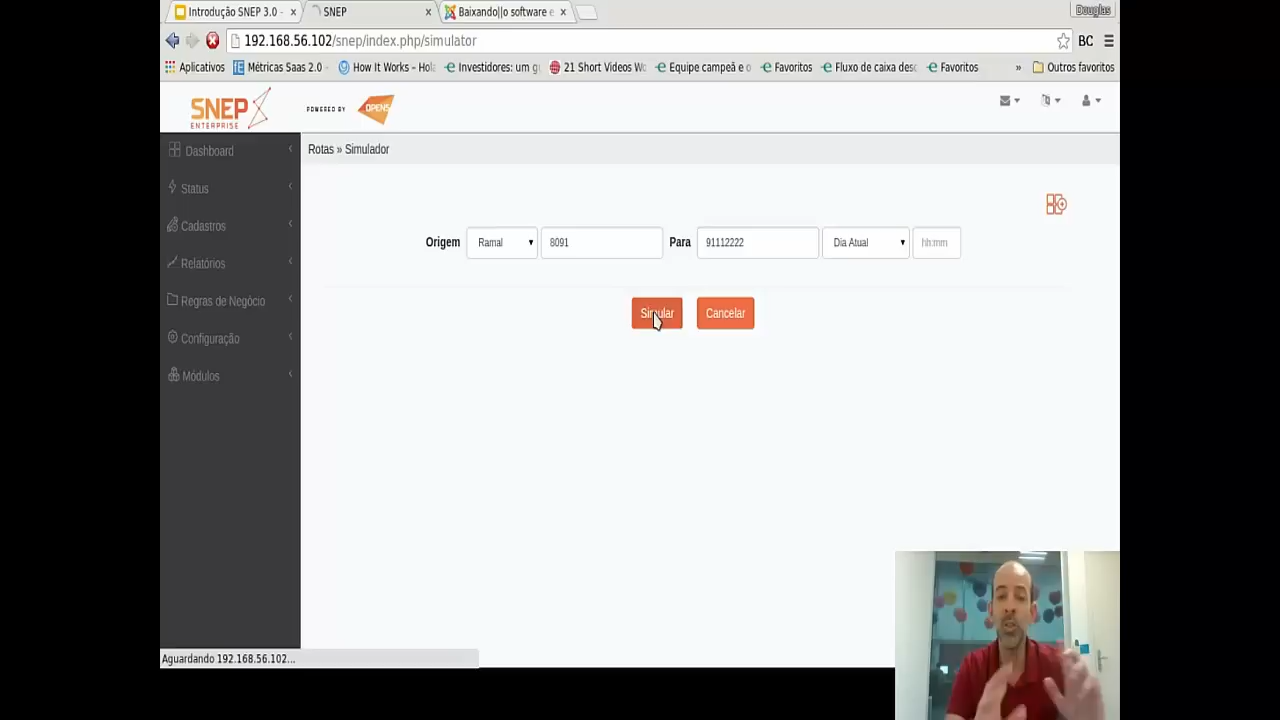 Introdução SNEP 3.0 - × SNEP × Baixando||o software e × Douglas
192.168.56.102/snep/index.php/simulator BC
Aplicativos Métricas Saas 2.0 How It Works – Investidores: um 21 Short Videos Equipe campeã e o Favoritos Fluxo de caixa Favoritos » Outros favoritos
SNEP ENTERPRISE POWERED BY OPENS
Rotas » Simulador
Dashboard
Status
Cadastros
Relatórios
Regras de Negócio
Configuração
Módulos
Origem Ramal 8091 Para 91112222 Dia Atual hh:mm
Simular Cancelar
Aguardando 192.168.56.102...